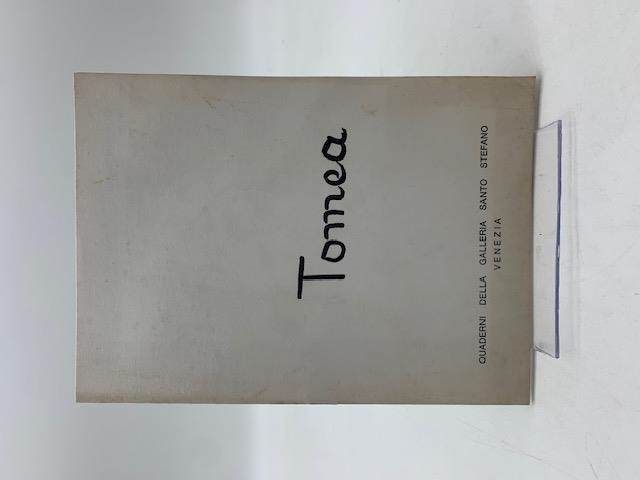 Tomea
QUADERNI DELLA GALLERIA SANTO STEFANO
VENEZIA